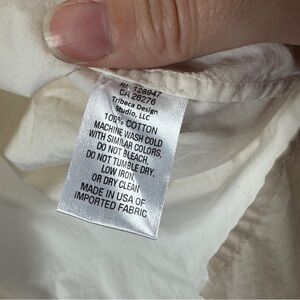 RN 128947
CA 26276
Tribeca Design
Studio, LLC
100% COTTON
MACHINE WASH COLD
WITH SIMILAR COLORS,
DO NOT BLEACH,
DO NOT TUMBLE DRY,
LOW IRON,
OR DRY CLEAN
MADE IN USA OF
IMPORTED FABRIC